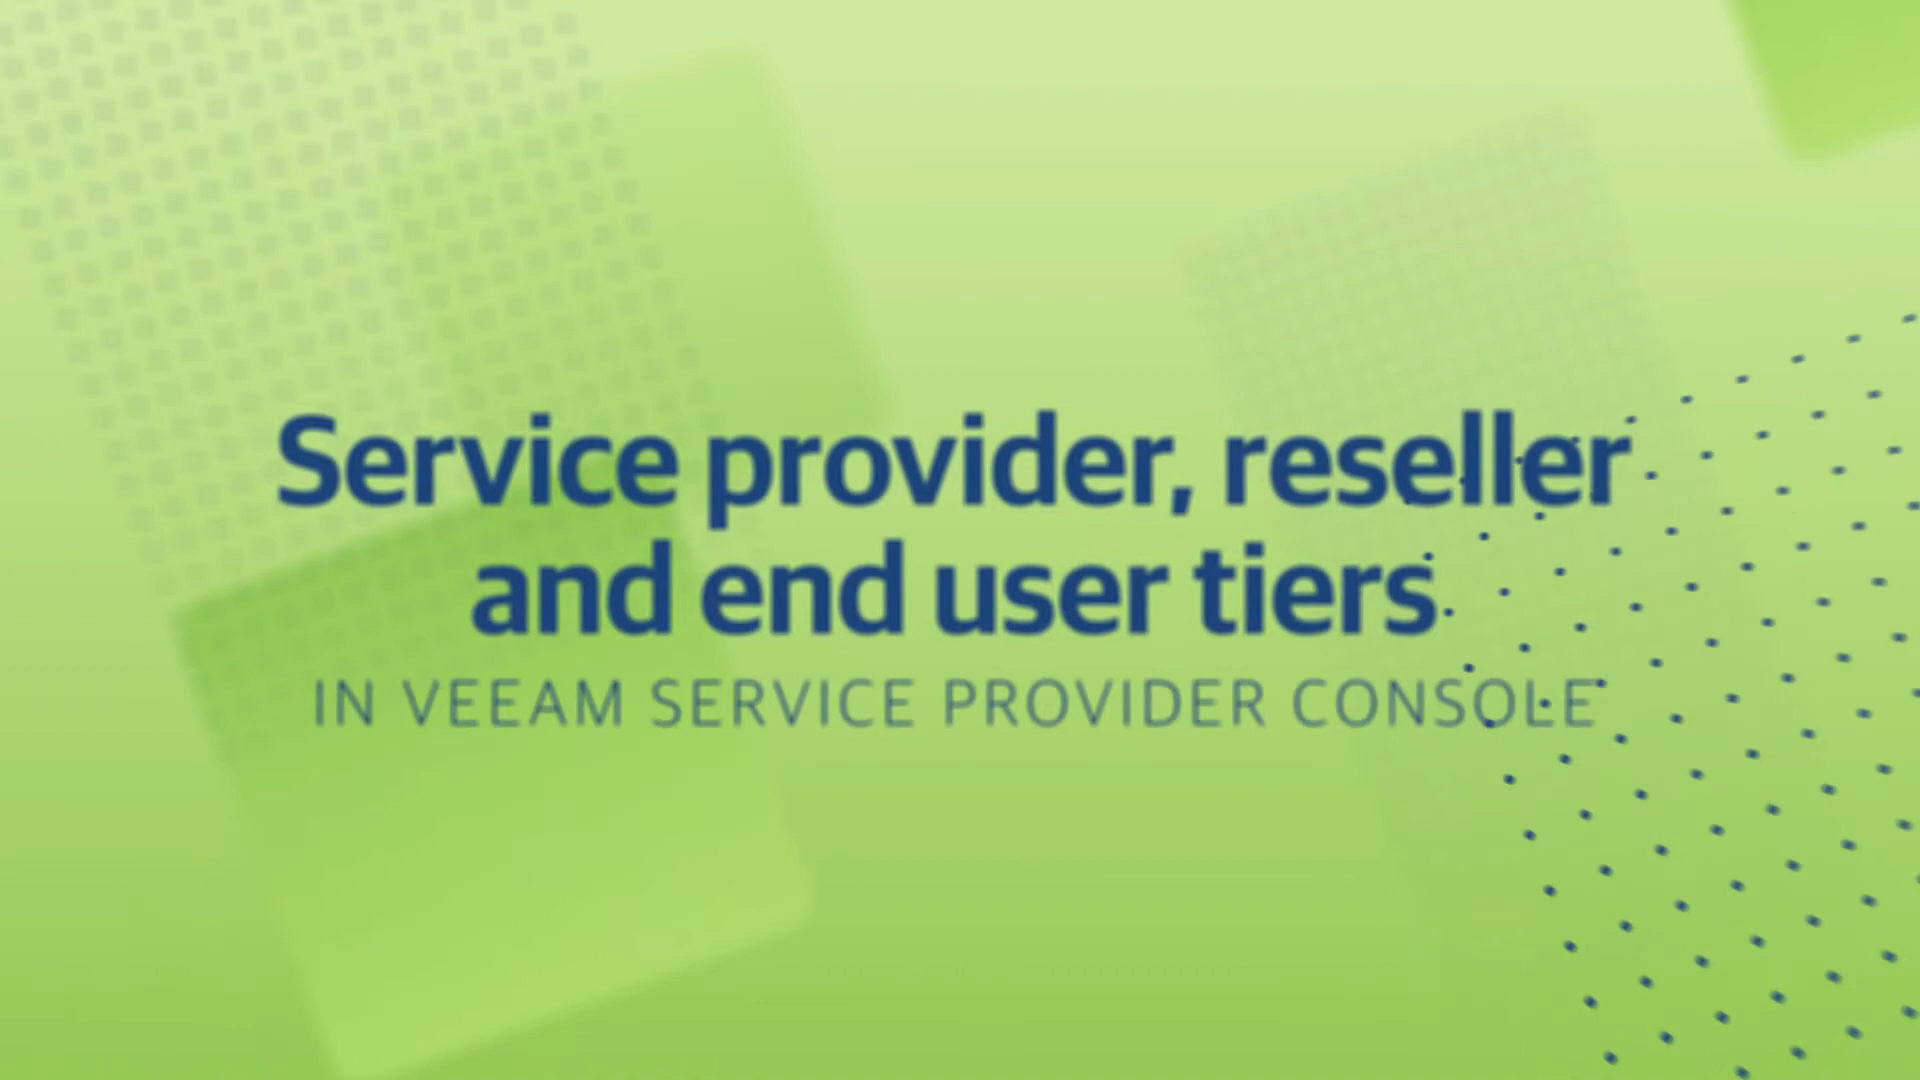 Service provider, reseller
and end user tiers
IN VEEAM SERVICE PROVIDER CONSOLE